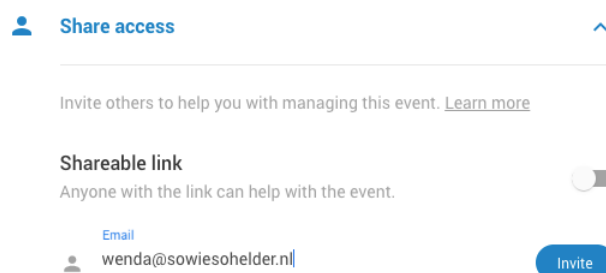 Share access
Invite others to help you with managing this event. Learn more
Shareable link
Anyone with the link can help with the event.
Email
wenda@sowiesohelder.nl
Invite